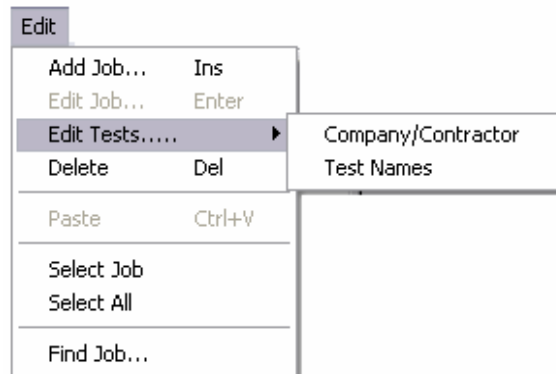 Edit
Add Job... Ins
Edit Job... Enter
Edit Tests..... Company/Contractor
Delete Del Test Names
Paste Ctrl+V
Select Job
Select All
Find Job...